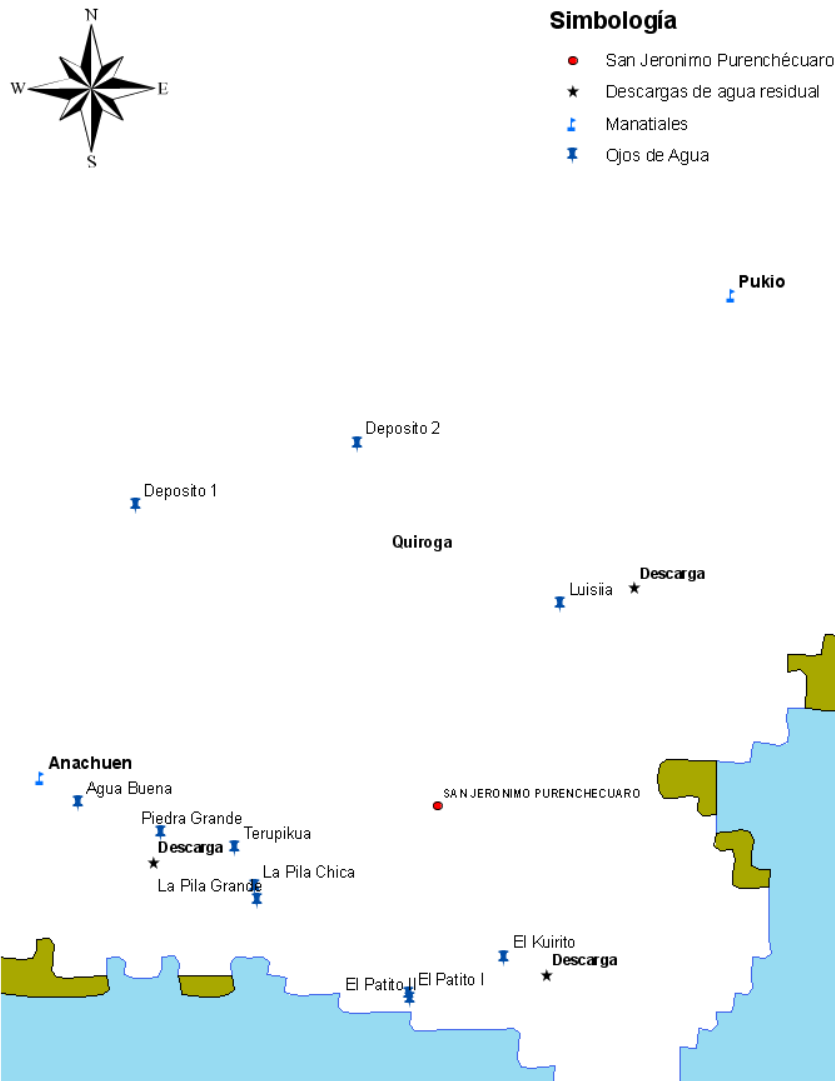 N
W
E
S
Simbología
San Jeronimo Purenchécuaro
Descargas de agua residual
Manatiales
Ojos de Agua
Pukio
Deposito 2
Deposito 1
Quiroga
Descarga
Luisiia
Anachuen
Agua Buena
SAN JERONIMO PURENCHECUARO
Piedra Grande
Terupikua
Descarga
La Pila Chica
La Pila Grande
El Kuirito
Descarga
El Patito I
El Patito II